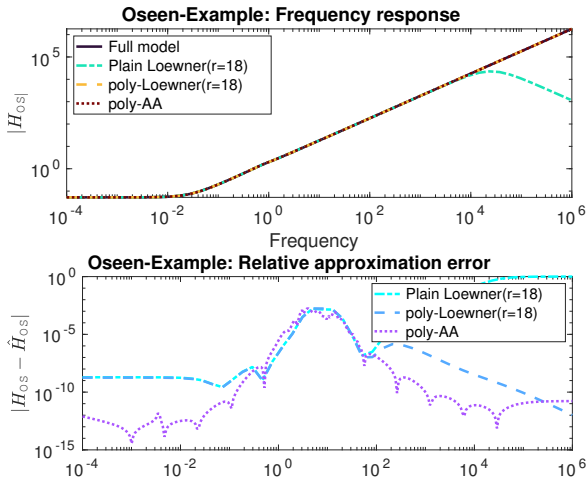 Oseen-Example: Frequency response
|H_OS|
10^5
10^0
Full model
Plain Loewner(r=18)
poly-Loewner(r=18)
poly-AA
10^-4 10^-2 10^0 10^2 10^4 10^6
Frequency
Oseen-Example: Relative approximation error
|H_OS − Ĥ_OS|
10^0
10^-5
10^-10
10^-15
Plain Loewner(r=18)
poly-Loewner(r=18)
poly-AA
10^-4 10^-2 10^0 10^2 10^4 10^6